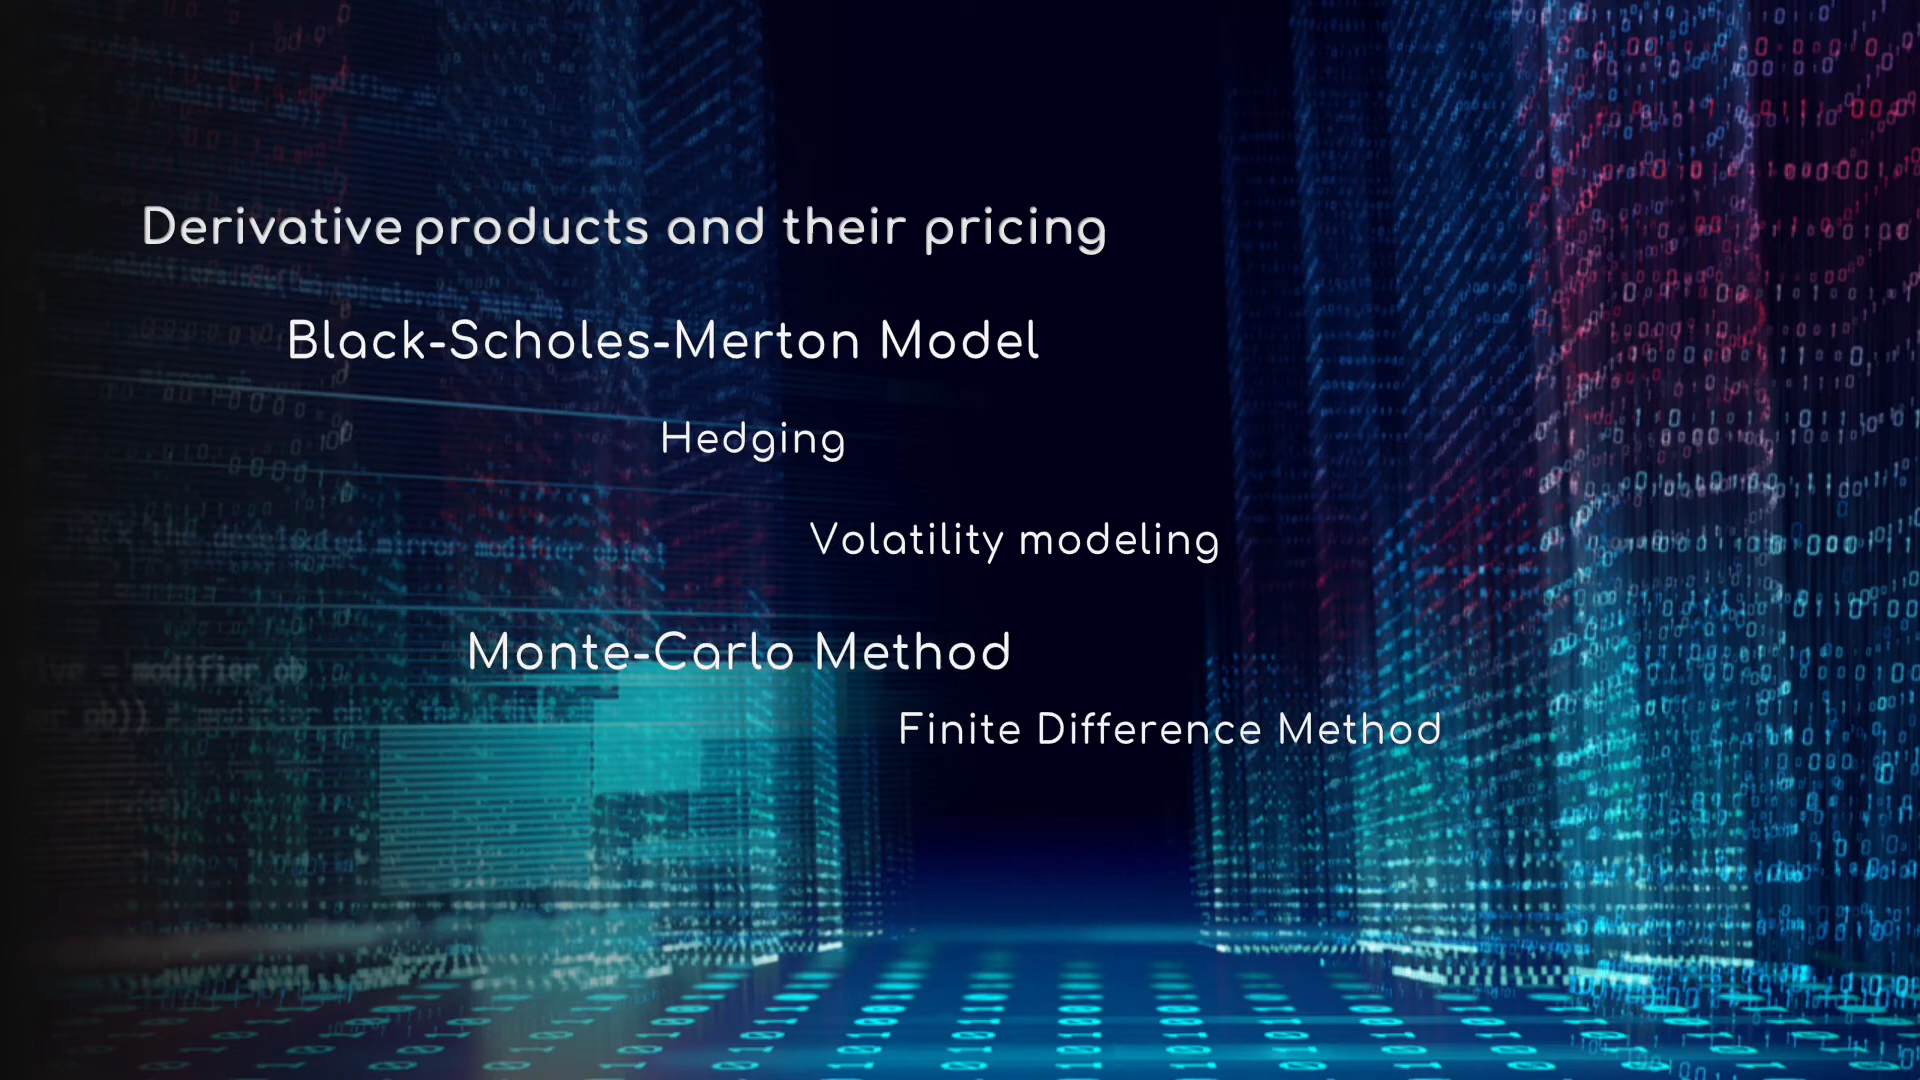 Derivative products and their pricing
Black-Scholes-Merton Model
Hedging
Volatility modeling
Monte-Carlo Method
Finite Difference Method